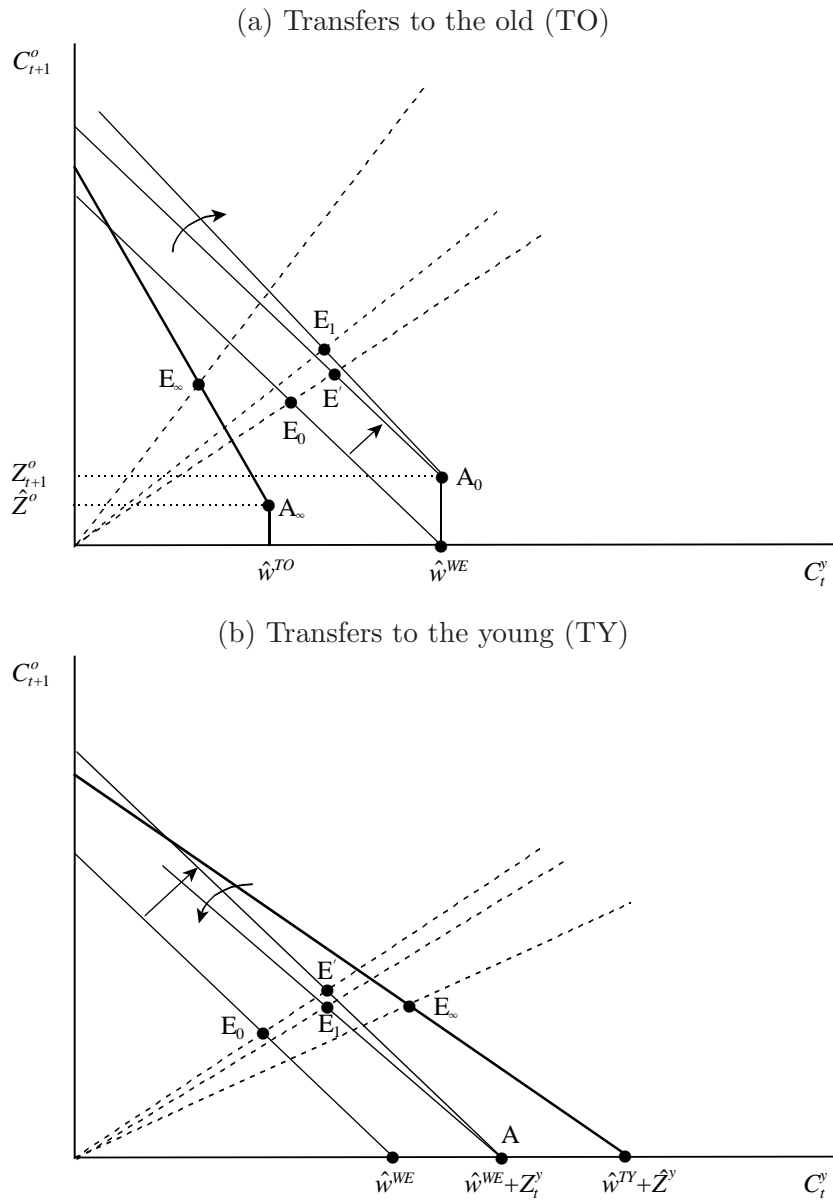 (a) Transfers to the old (TO)
C^o_{t+1}
E_1
E_∞
E′
E_0
Z^o_{t+1}
A_0
Ẑ^o
A_∞
ŵ^{TO}
ŵ^{WE}
C^y_t
(b) Transfers to the young (TY)
C^o_{t+1}
E′
E_0
E_1
E_∞
A
ŵ^{WE}
ŵ^{WE}+Z^y_t
ŵ^{TY}+Ẑ^y
C^y_t